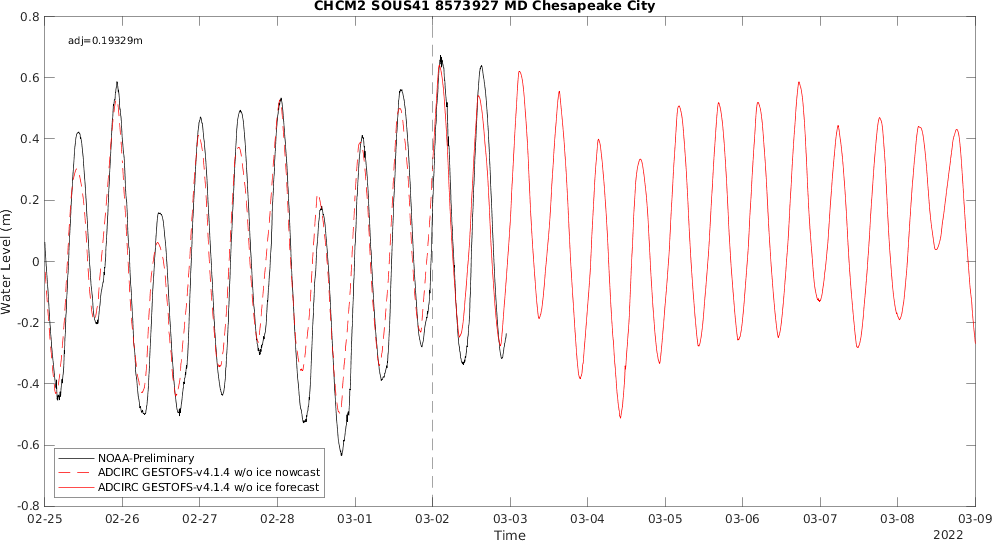 CHCM2 SOUS41 8573927 MD Chesapeake City
adj=0.19329m
Water Level (m)
0.8
0.6
0.4
0.2
0
-0.2
-0.4
-0.6
-0.8
NOAA-Preliminary
ADCIRC GESTOFS-v4.1.4 w/o ice nowcast
ADCIRC GESTOFS-v4.1.4 w/o ice forecast
02-25 02-26 02-27 02-28 03-01 03-02 03-03 03-04 03-05 03-06 03-07 03-08 03-09
Time
2022